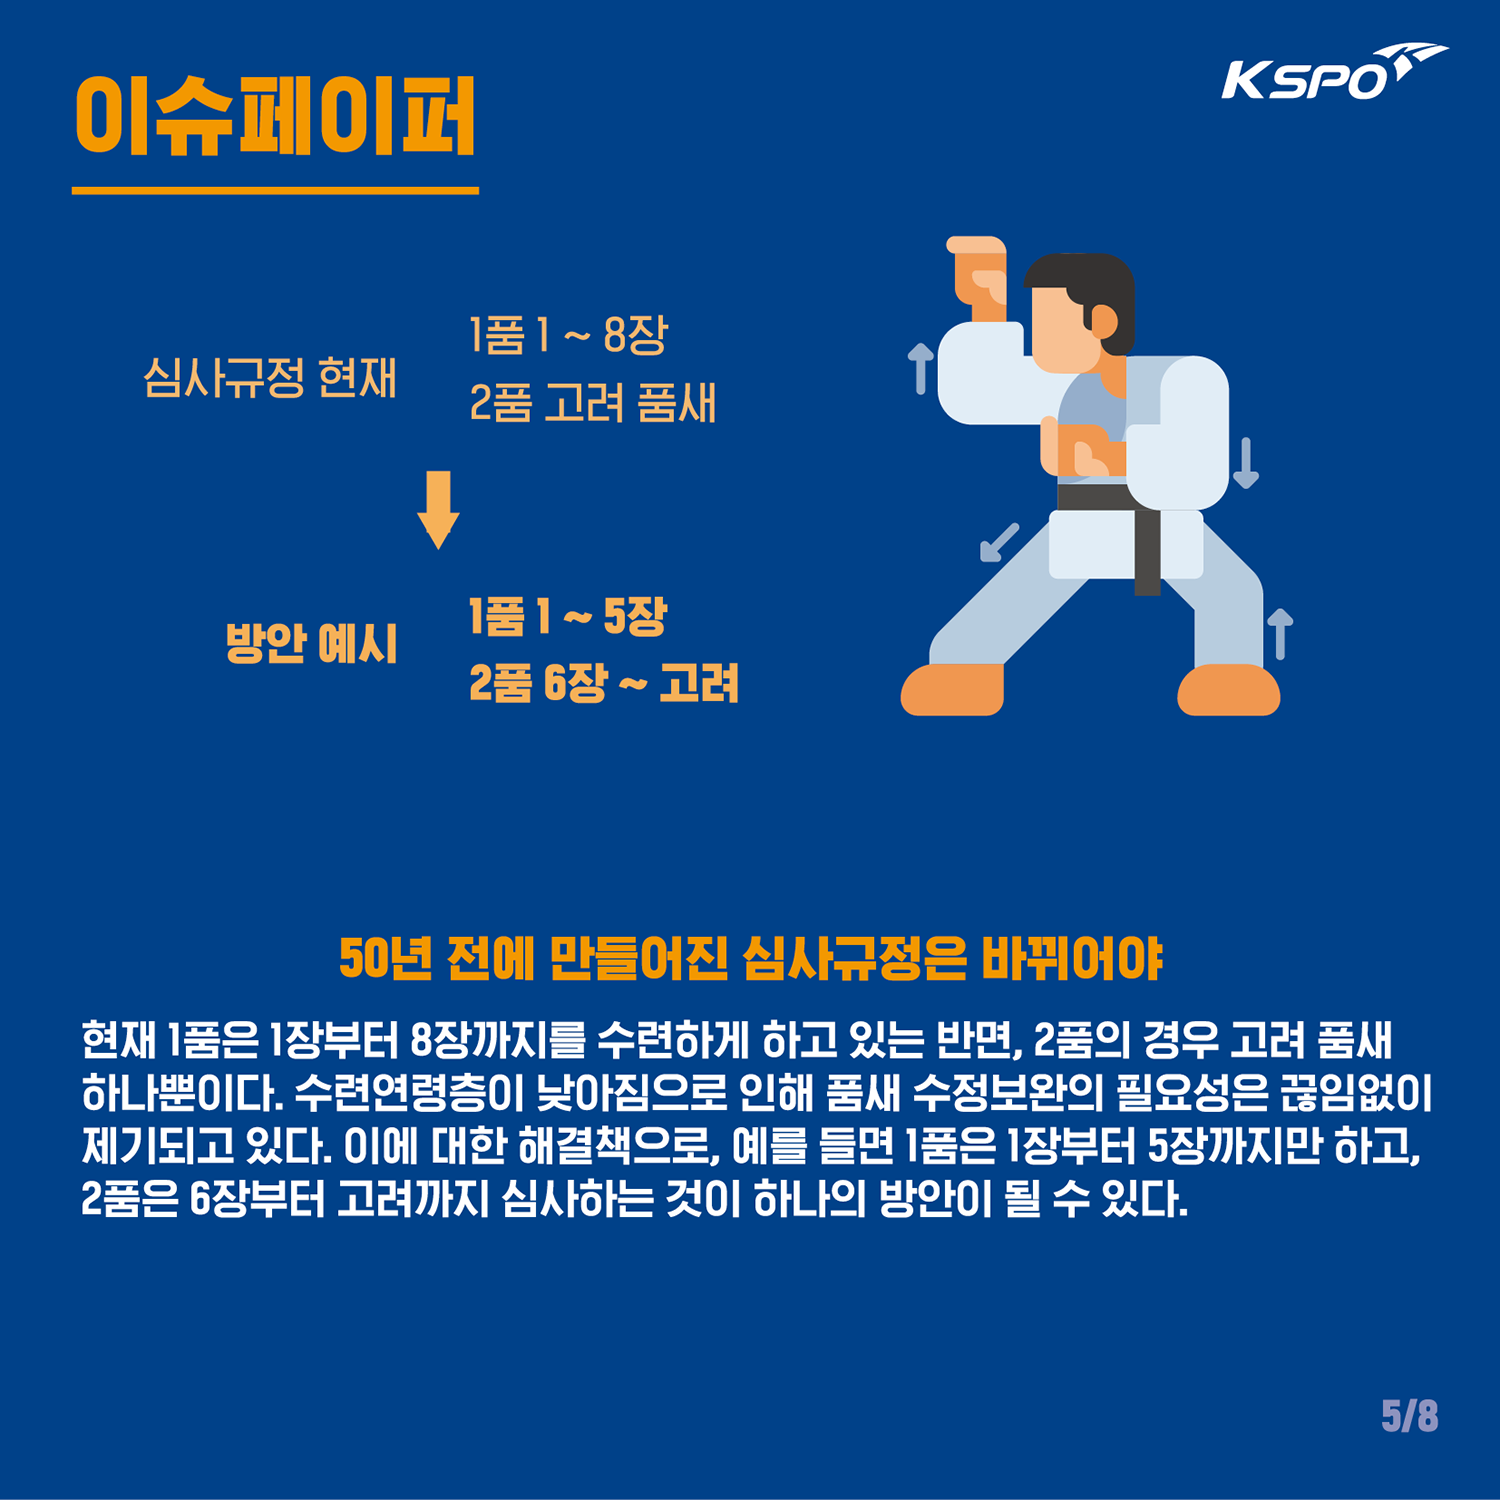 이슈페이퍼
KSPO
심사규정 현재
1품 1 ~ 8장
2품 고려 품새
방안 예시
1품 1 ~ 5장
2품 6장 ~ 고려
50년 전에 만들어진 심사규정은 바뀌어야
현재 1품은 1장부터 8장까지를 수련하게 하고 있는 반면, 2품의 경우 고려 품새
하나뿐이다. 수련연령층이 낮아짐으로 인해 품새 수정보완의 필요성은 끊임없이
제기되고 있다. 이에 대한 해결책으로, 예를 들면 1품은 1장부터 5장까지만 하고,
2품은 6장부터 고려까지 심사하는 것이 하나의 방안이 될 수 있다.
5/8